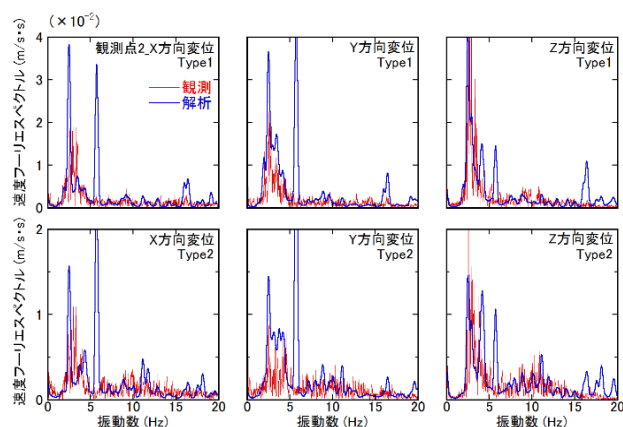 (×10⁻²)
速度フーリエスペクトル (m/s・s)
4
3
2
1
0
観測点2_X方向変位
Type1
観測
解析
Y方向変位
Type1
Z方向変位
Type1
速度フーリエスペクトル (m/s・s)
2
1
0
X方向変位
Type2
Y方向変位
Type2
Z方向変位
Type2
0 5 10 15 20
0 5 10 15 20
0 5 10 15 20
振動数 (Hz)
振動数 (Hz)
振動数 (Hz)